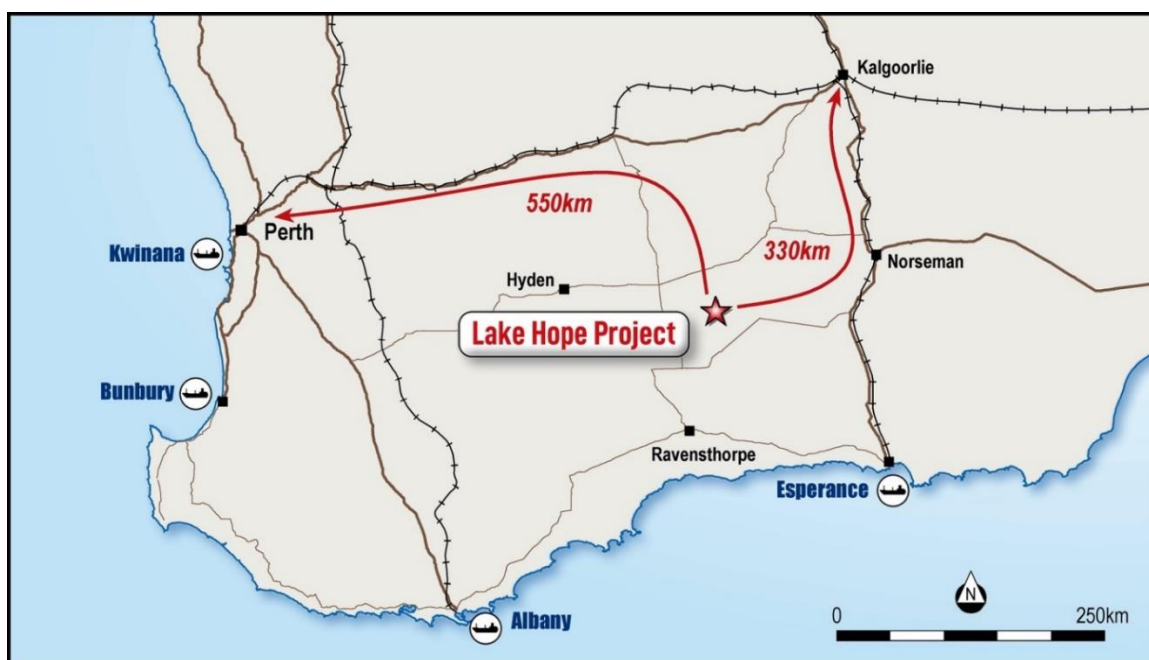 Kalgoorlie
550km
Perth
Kwinana
330km
Norseman
Hyden
Lake Hope Project
Bunbury
Ravensthorpe
Esperance
N
0 250km
Albany